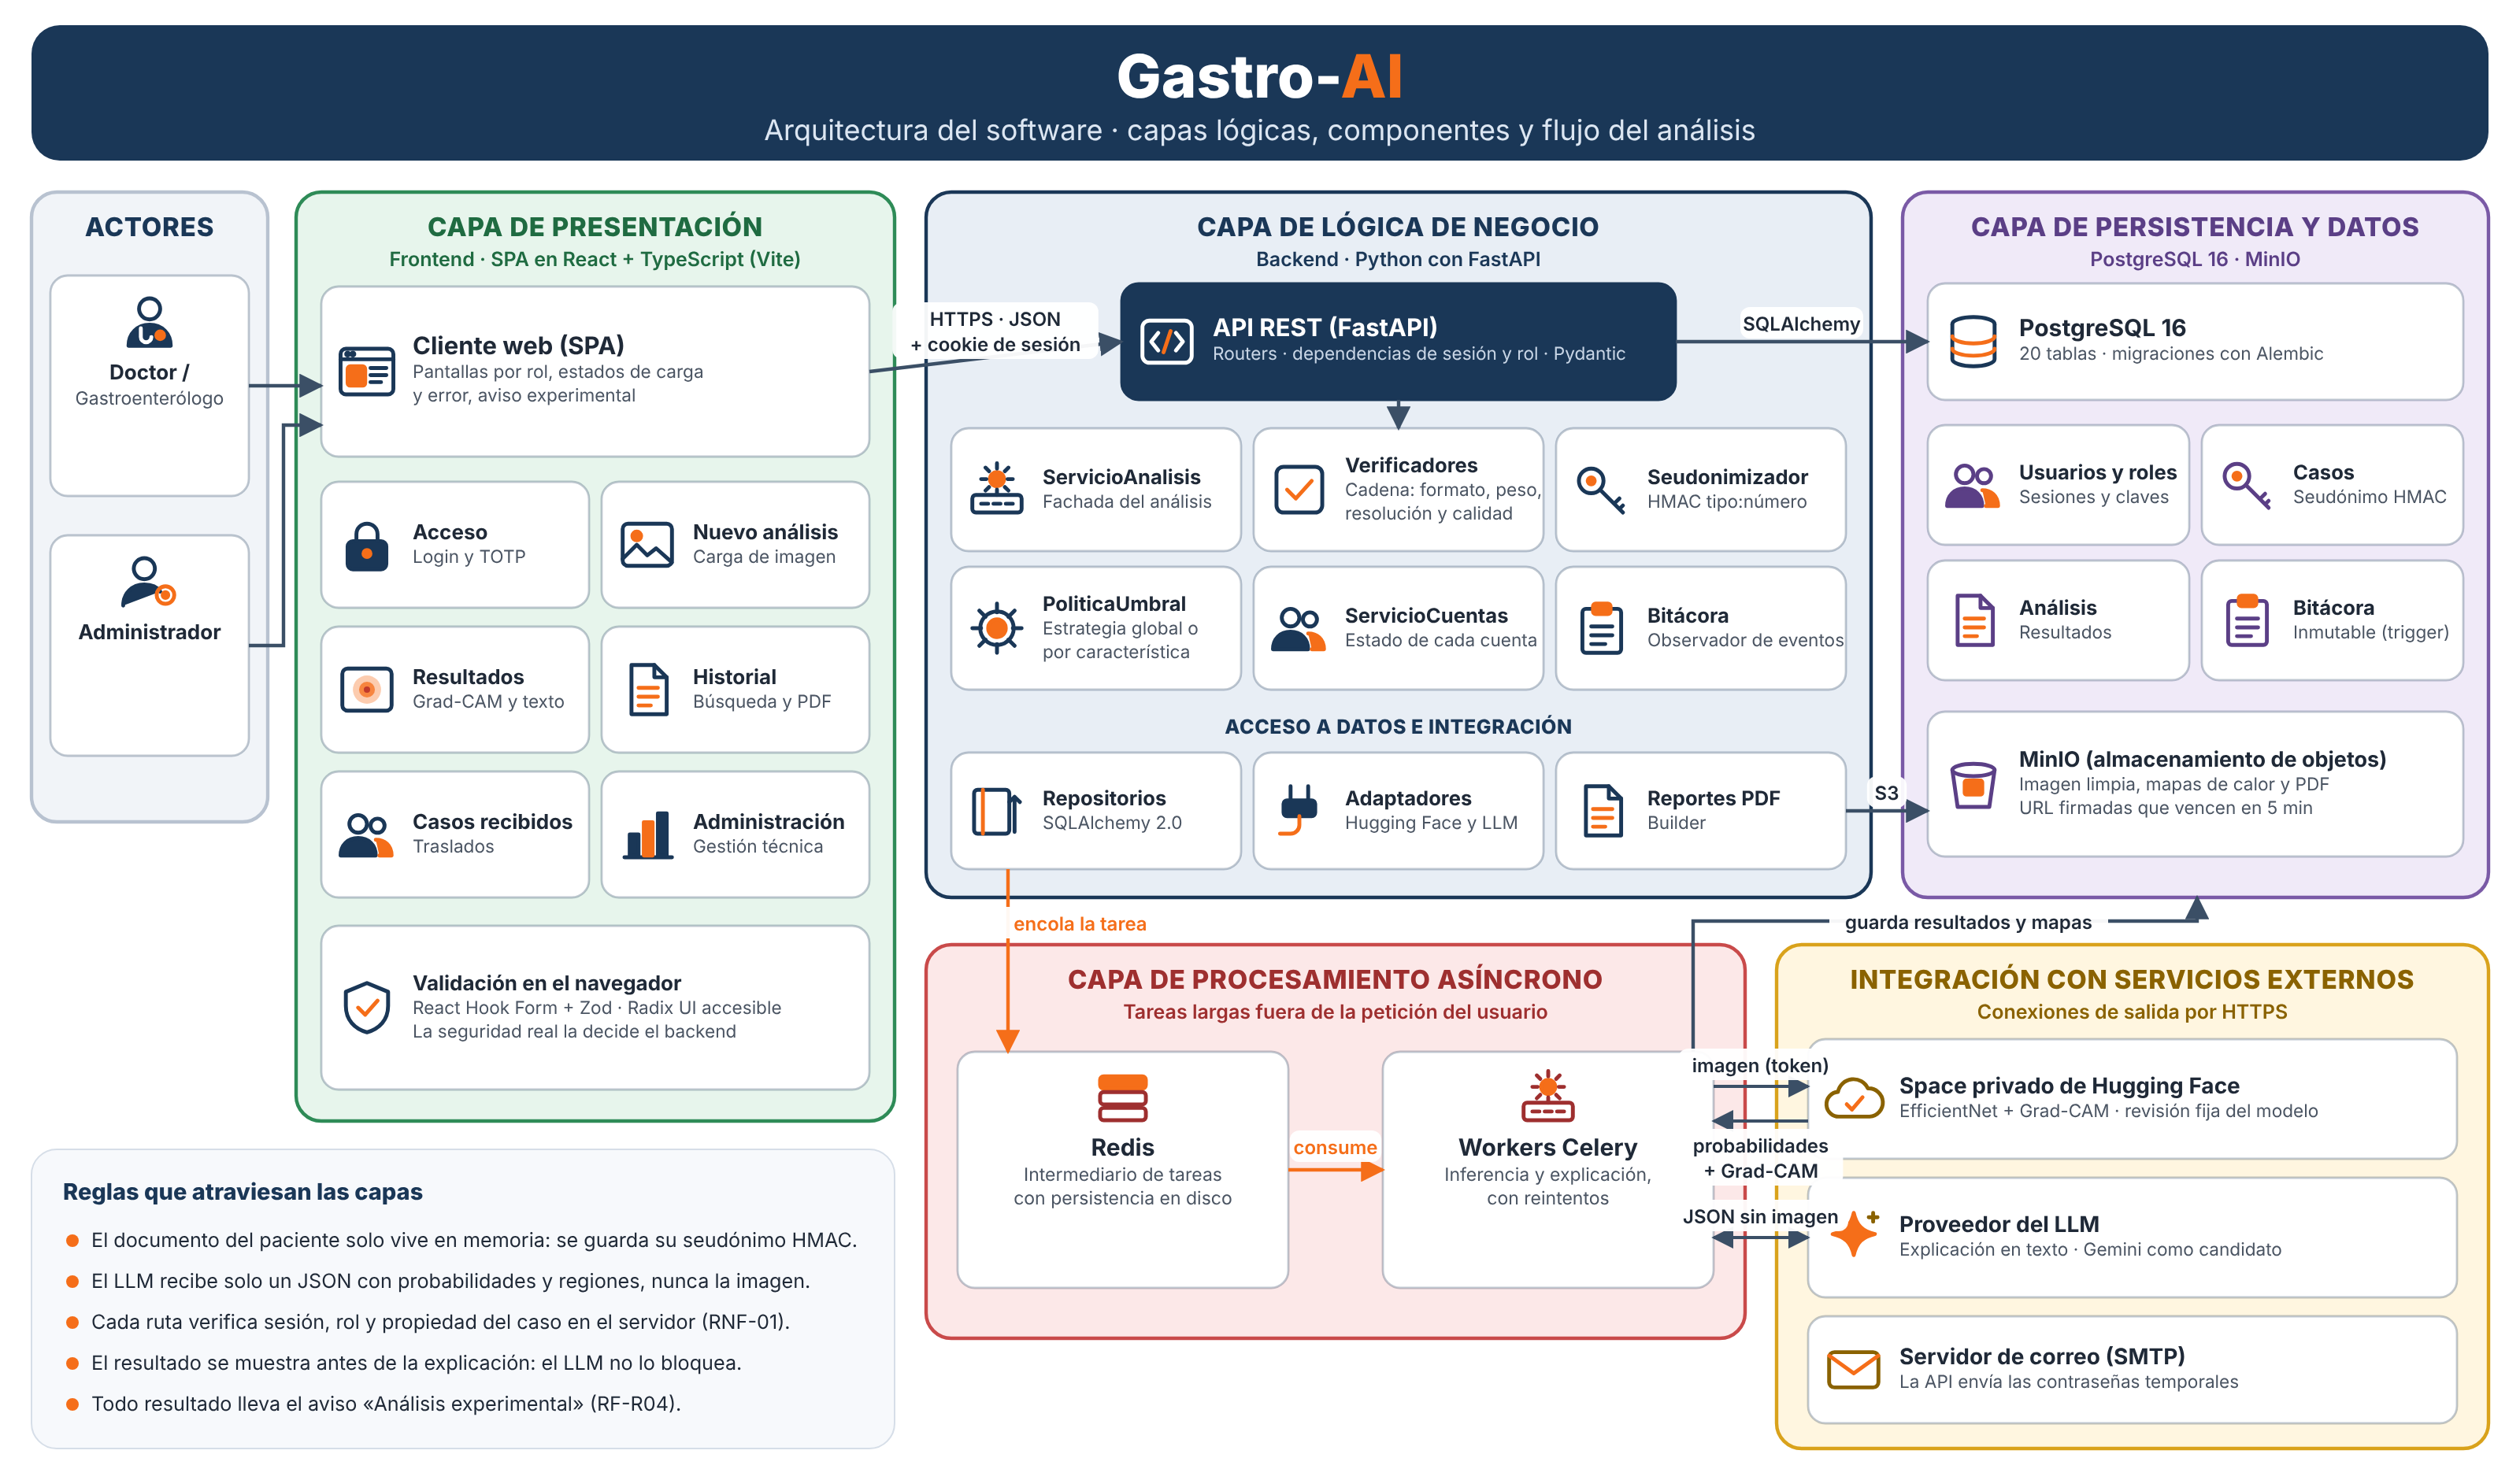 Gastro-AI
Arquitectura del software · capas lógicas, componentes y flujo del análisis
ACTORES
Doctor /
Gastroenterólogo
Administrador
CAPA DE PRESENTACIÓN
Frontend · SPA en React + TypeScript (Vite)
Cliente web (SPA)
Pantallas por rol, estados de carga
y error, aviso experimental
Acceso
Login y TOTP
Nuevo análisis
Carga de imagen
Resultados
Grad-CAM y texto
Historial
Búsqueda y PDF
Casos recibidos
Traslados
Administración
Gestión técnica
Validación en el navegador
React Hook Form + Zod · Radix UI accesible
La seguridad real la decide el backend
HTTPS · JSON
+ cookie de sesión
CAPA DE LÓGICA DE NEGOCIO
Backend · Python con FastAPI
API REST (FastAPI)
Routers · dependencias de sesión y rol · Pydantic
ServicioAnalisis
Fachada del análisis
Verificadores
Cadena: formato, peso,
resolución y calidad
Seudonimizador
HMAC tipo:número
PoliticaUmbral
Estrategia global o
por característica
ServicioCuentas
Estado de cada cuenta
Bitácora
Observador de eventos
ACCESO A DATOS E INTEGRACIÓN
Repositorios
SQLAlchemy 2.0
Adaptadores
Hugging Face y LLM
Reportes PDF
Builder
SQLAlchemy
S3
CAPA DE PERSISTENCIA Y DATOS
PostgreSQL 16 · MinIO
PostgreSQL 16
20 tablas · migraciones con Alembic
Usuarios y roles
Sesiones y claves
Casos
Seudónimo HMAC
Análisis
Resultados
Bitácora
Inmutable (trigger)
MinIO (almacenamiento de objetos)
Imagen limpia, mapas de calor y PDF
URL firmadas que vencen en 5 min
encola la tarea
guarda resultados y mapas
CAPA DE PROCESAMIENTO ASÍNCRONO
Tareas largas fuera de la petición del usuario
Redis
Intermediario de tareas
con persistencia en disco
consume
Workers Celery
Inferencia y explicación,
con reintentos
imagen (token)
probabilidades
+ Grad-CAM
JSON sin imagen
INTEGRACIÓN CON SERVICIOS EXTERNOS
Conexiones de salida por HTTPS
Space privado de Hugging Face
EfficientNet + Grad-CAM · revisión fija del modelo
Proveedor del LLM
Explicación en texto · Gemini como candidato
Servidor de correo (SMTP)
La API envía las contraseñas temporales
Reglas que atraviesan las capas
El documento del paciente solo vive en memoria: se guarda su seudónimo HMAC.
El LLM recibe solo un JSON con probabilidades y regiones, nunca la imagen.
Cada ruta verifica sesión, rol y propiedad del caso en el servidor (RNF-01).
El resultado se muestra antes de la explicación: el LLM no lo bloquea.
Todo resultado lleva el aviso «Análisis experimental» (RF-R04).